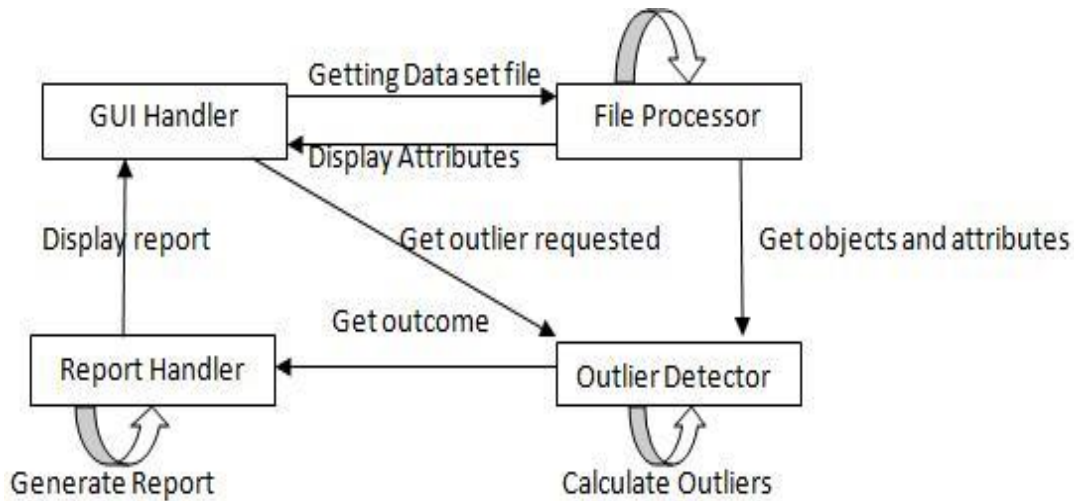 Getting Data set file
GUI Handler
File Processor
Display Attributes
Display report
Get outlier requested
Get objects and attributes
Get outcome
Report Handler
Outlier Detector
Generate Report
Calculate Outliers